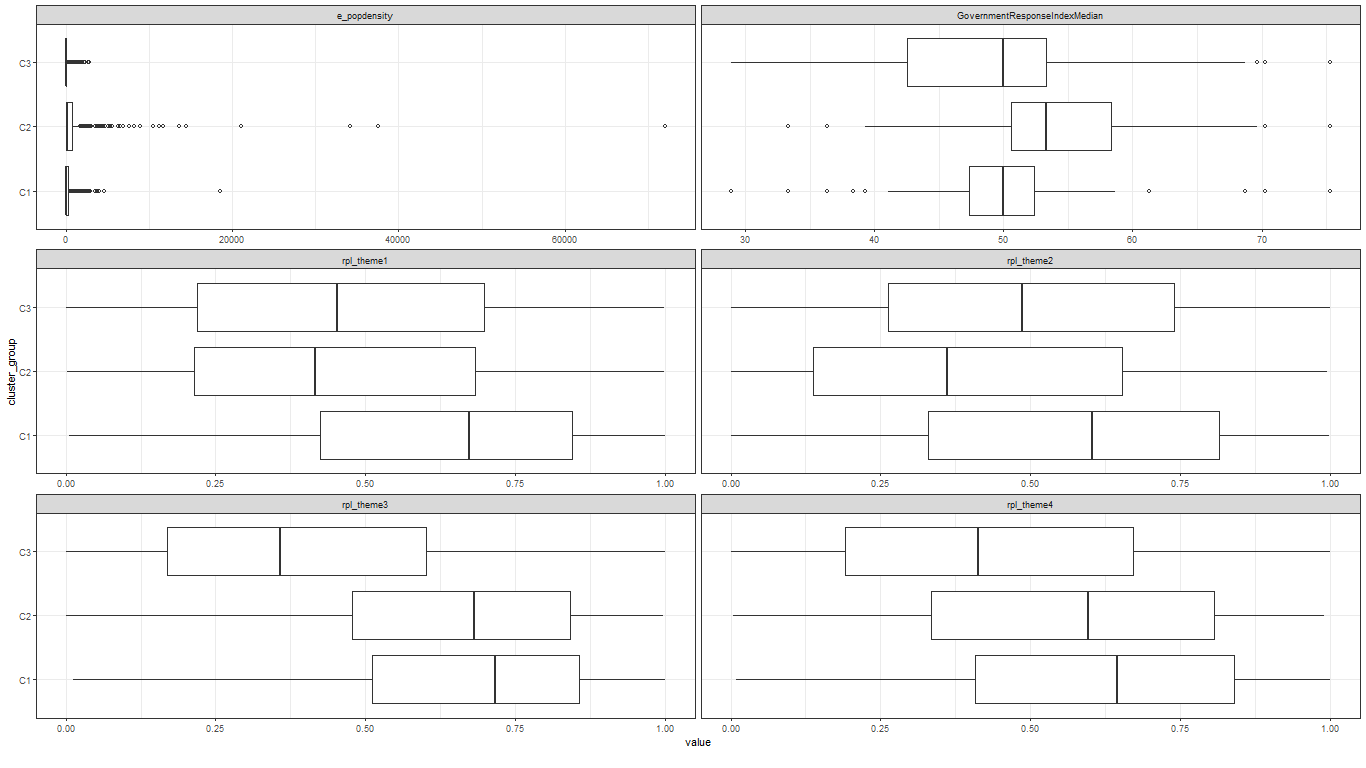 e_popdensity
GovernmentResponseIndexMedian
C3
C2
C1
0 20000 40000 60000
30 40 50 60 70
rpl_theme1
rpl_theme2
C3
C2
C1
0.00 0.25 0.50 0.75 1.00
0.00 0.25 0.50 0.75 1.00
rpl_theme3
rpl_theme4
C3
C2
C1
0.00 0.25 0.50 0.75 1.00
0.00 0.25 0.50 0.75 1.00
value
cluster_group